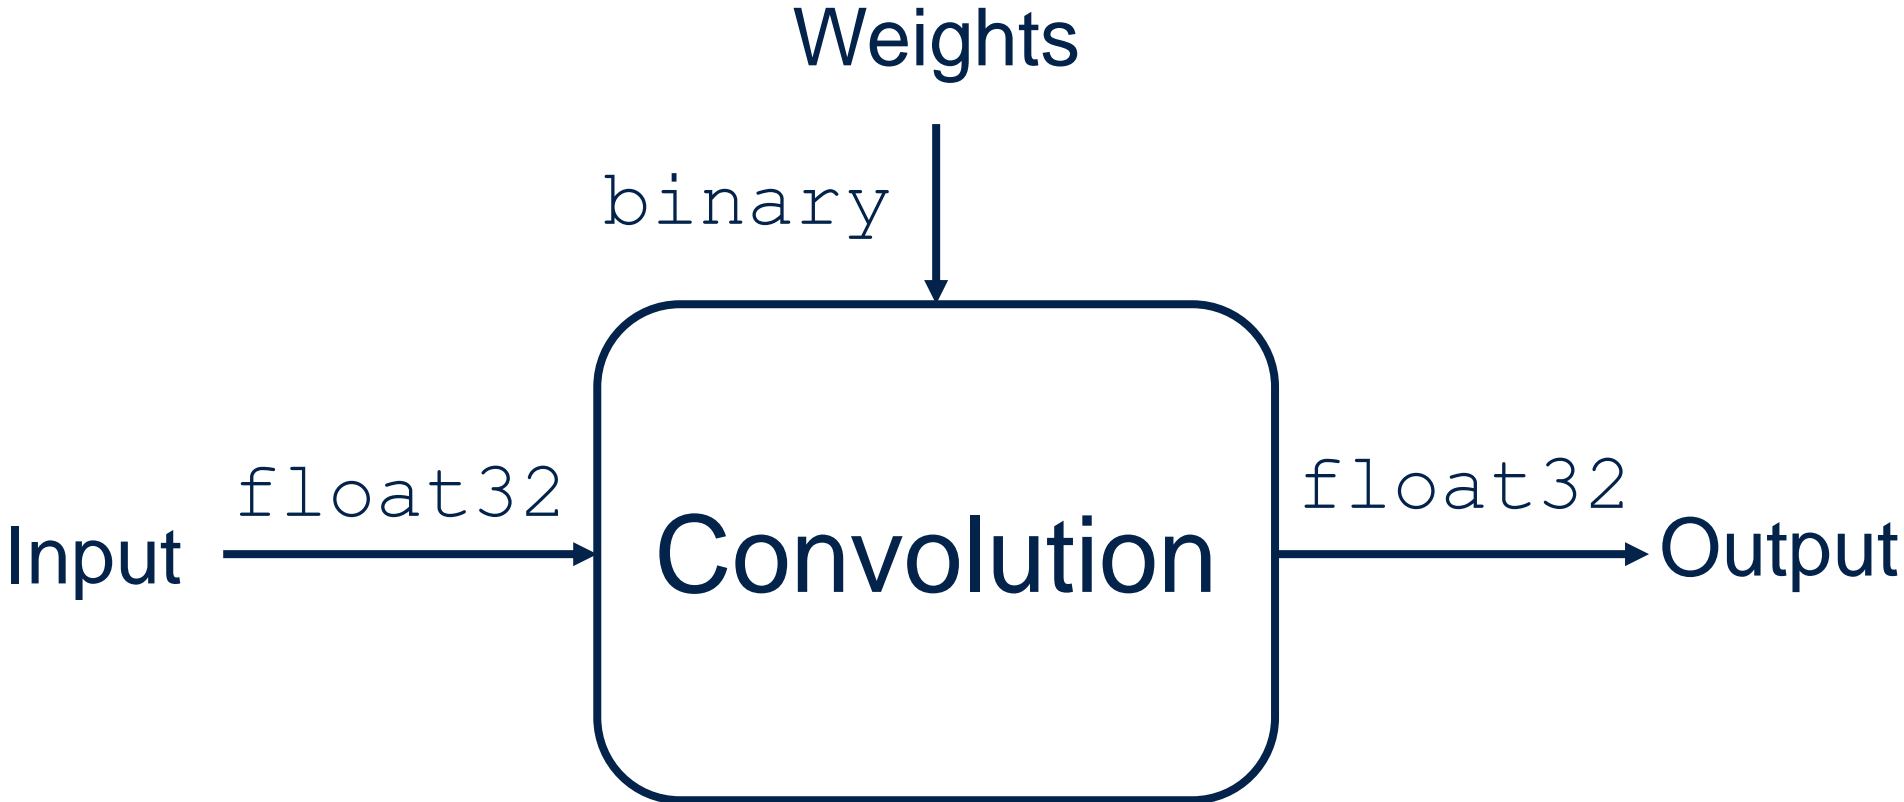 Weights
binary
float32
float32
Input
Convolution
Output